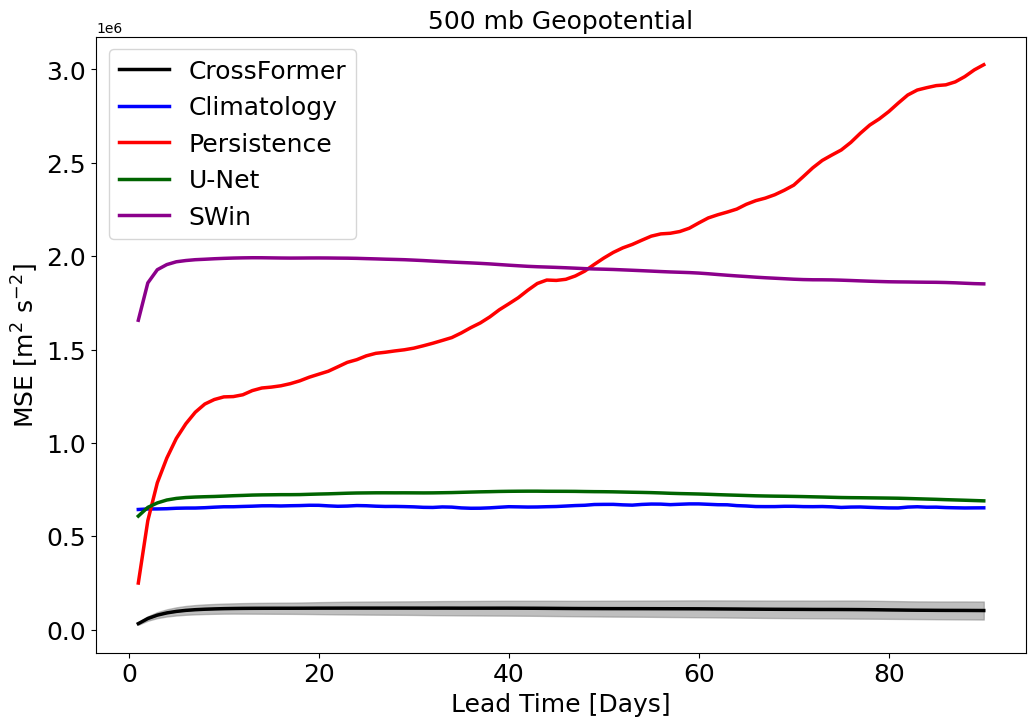 500 mb Geopotential
1e6
CrossFormer
Climatology
Persistence
U-Net
SWin
3.0
2.5
2.0
1.5
1.0
0.5
0.0
MSE [m² s⁻²]
0 20 40 60 80
Lead Time [Days]